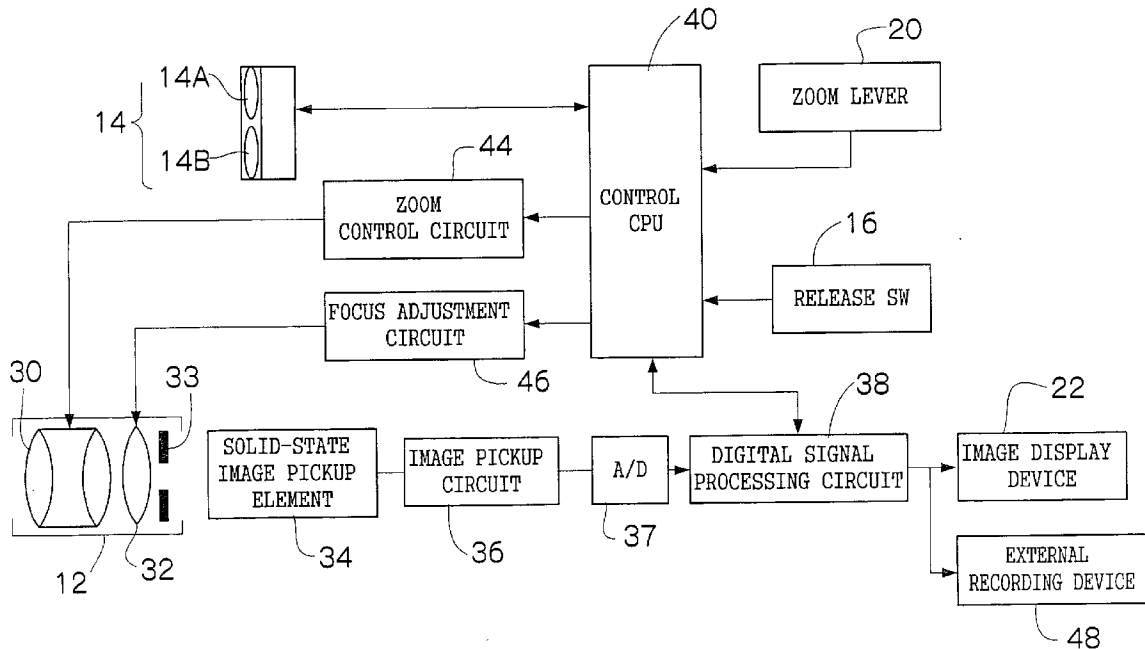 40
20
14A
14
14B
ZOOM LEVER
44
ZOOM
CONTROL CIRCUIT
CONTROL
CPU
16
RELEASE SW
FOCUS ADJUSTMENT
CIRCUIT
46
30
33
38
22
SOLID-STATE
IMAGE PICKUP
ELEMENT
IMAGE PICKUP
CIRCUIT
A/D
DIGITAL SIGNAL
PROCESSING CIRCUIT
IMAGE DISPLAY
DEVICE
12
32
34
36
37
EXTERNAL
RECORDING DEVICE
48